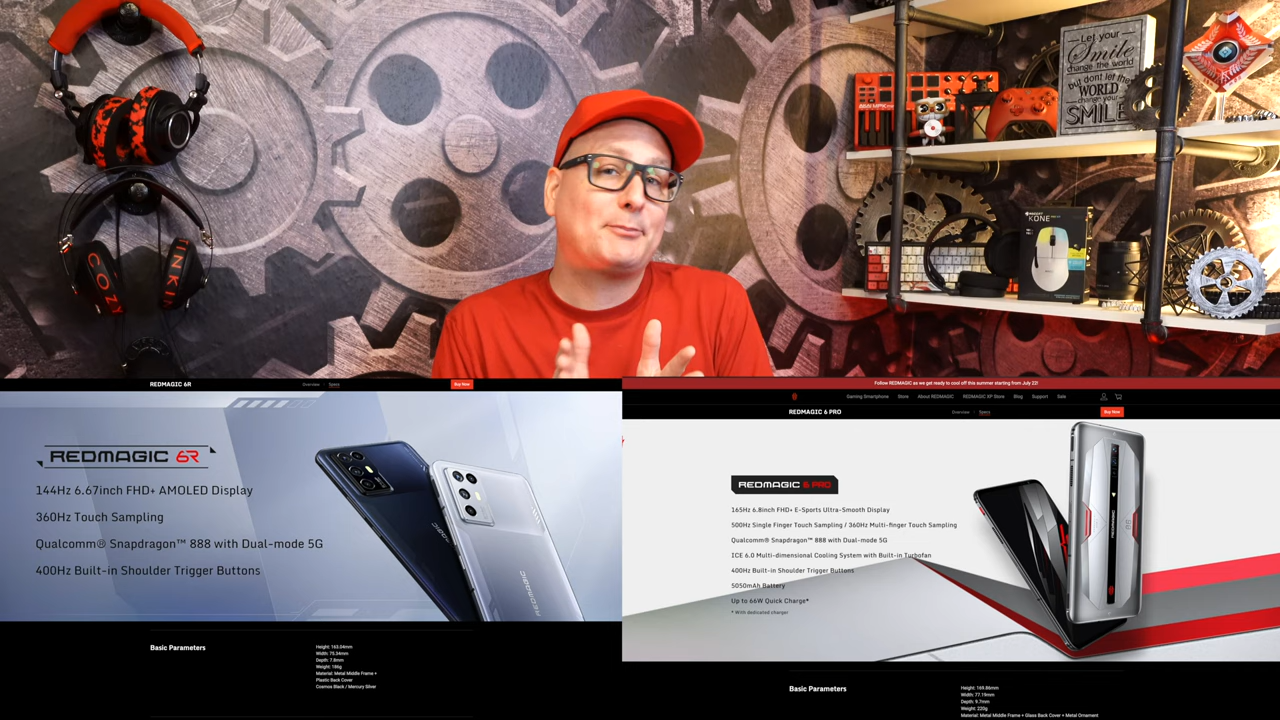 Let your
Smile
change the world
but dont let the
WORLD
change your
SMILE
KONE
REDMAGIC 6R
Overview
Specs
Buy Now
REDMAGIC 6R
144Hz 6.67inch FHD+ AMOLED Display
360Hz Touch Sampling
Qualcomm® Snapdragon™ 888 with Dual-mode 5G
400Hz Built-in Shoulder Trigger Buttons
REDMAGIC
Basic Parameters
Height: 163.04mm
Width: 75.34mm
Depth: 7.8mm
Weight: 186g
Material: Metal Middle Frame +
Plastic Back Cover
Cosmos Black / Mercury Silver
Follow REDMAGIC as we get ready to cool off this summer starting from July 22!
Gaming Smartphone Store About REDMAGIC REDMAGIC XP Store Blog Support Sale
REDMAGIC 6 PRO
Overview
Specs
Buy Now
REDMAGIC 6 PRO
165Hz 6.8inch FHD+ E-Sports Ultra-Smooth Display
500Hz Single Finger Touch Sampling / 360Hz Multi-finger Touch Sampling
Qualcomm® Snapdragon™ 888 with Dual-mode 5G
ICE 6.0 Multi-dimensional Cooling System with Built-in Turbofan
400Hz Built-in Shoulder Trigger Buttons
5050mAh Battery
Up to 66W Quick Charge*
* With dedicated charger
REDMAGIC
Basic Parameters
Height: 169.86mm
Width: 77.19mm
Depth: 9.7mm
Weight: 220g
Material: Metal Middle Frame + Glass Back Cover + Metal Ornament